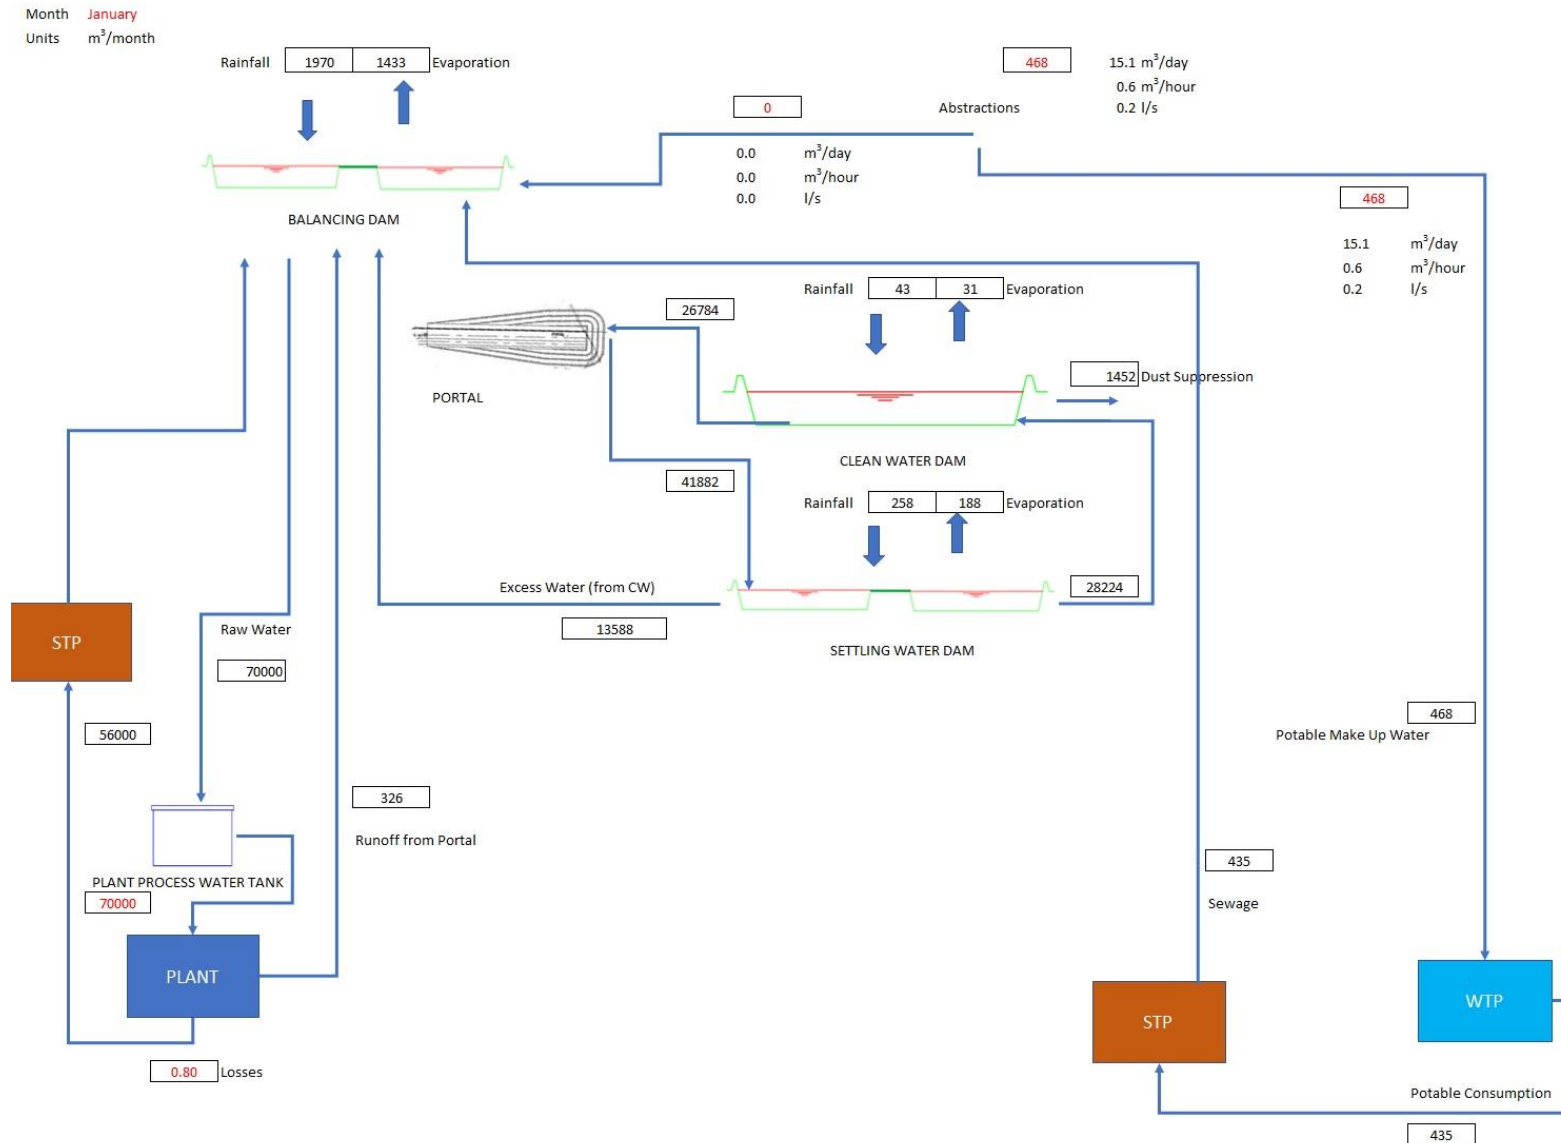 Month January
Units m³/month
Rainfall 1970 1433 Evaporation
468 15.1 m³/day
0.6 m³/hour
0 Abstractions 0.2 l/s
0.0 m³/day
0.0 m³/hour
0.0 l/s
468
BALANCING DAM
15.1 m³/day
0.6 m³/hour
0.2 l/s
Rainfall 43 31 Evaporation
26784
1452 Dust Suppression
PORTAL
CLEAN WATER DAM
41882
Rainfall 258 188 Evaporation
Excess Water (from CW)
28224
13588
Raw Water
STP
SETTLING WATER DAM
70000
468
56000
Potable Make Up Water
326
Runoff from Portal
435
PLANT PROCESS WATER TANK
70000
Sewage
PLANT
WTP
STP
0.80 Losses
Potable Consumption
435